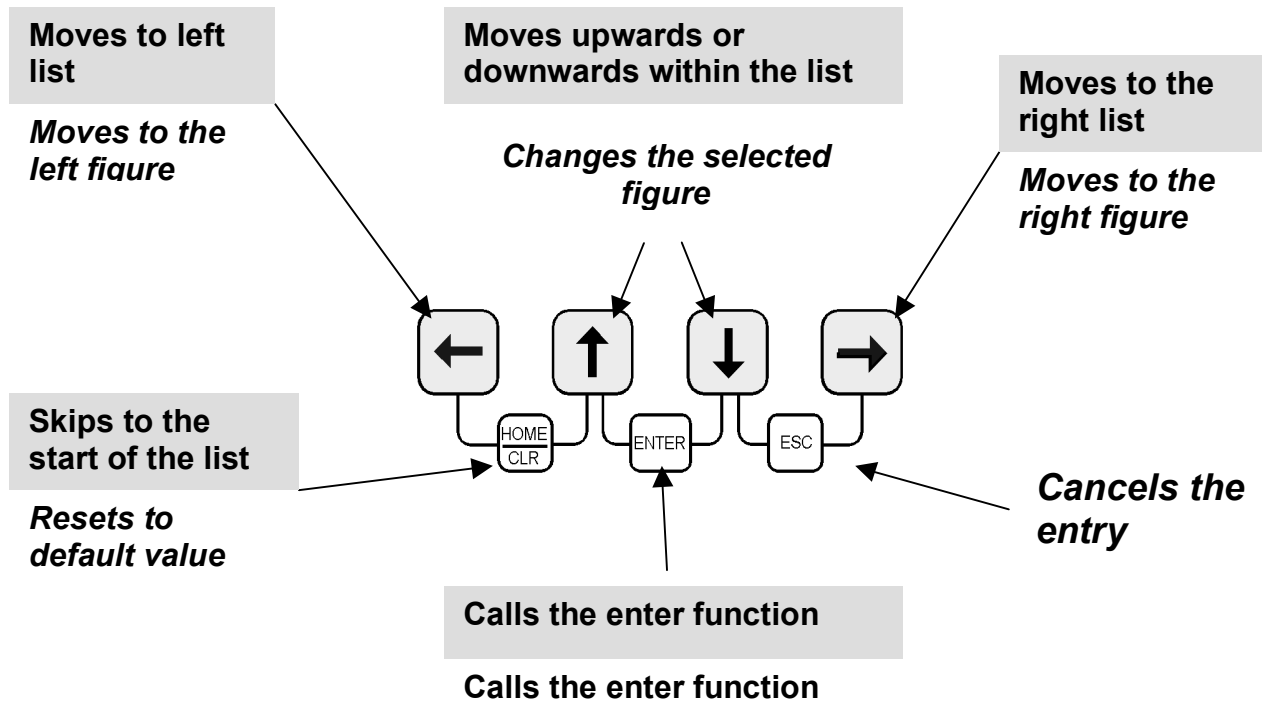 Moves to left
list
Moves to the
left figure
Moves upwards or
downwards within the list
Changes the selected
figure
Moves to the
right list
Moves to the
right figure
HOME
CLR
ENTER
ESC
Skips to the
start of the list
Resets to
default value
Cancels the
entry
Calls the enter function
Calls the enter function